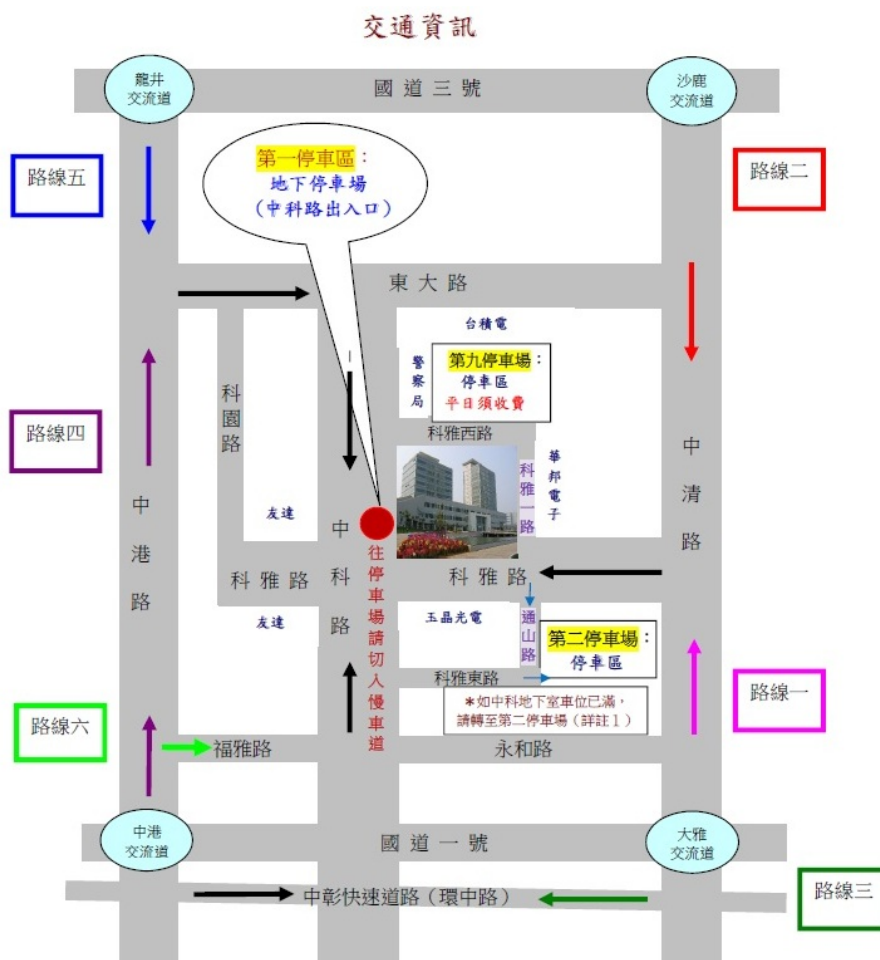 交通資訊
龍井
交流道
國道三號
沙鹿
交流道
路線五
第一停車區：
地下停車場
(中科路出入口)
路線二
東大路
台積電
警察局
第九停車場：
停車區
平日須收費
科園路
路線四
科雅西路
科雅一路
華邦電子
中清路
中港路
友達
中科路
往停車場請切入慢車道
科雅路
科雅路
友達
玉晶光電
通山路
第二停車場：
停車區
科雅東路
*如中科地下室車位已滿，
請轉至第二停車場（詳註1）
路線一
路線六
福雅路
永和路
中港
交流道
國道一號
大雅
交流道
中彰快速道路（環中路）
路線三